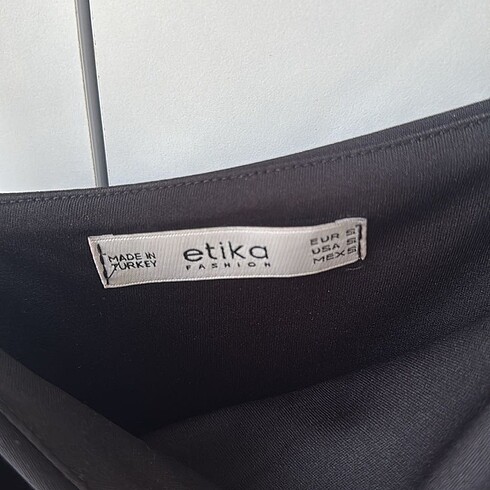 MADE IN
TURKEY
etika
FASHION
EUR S
USA S
MEX S